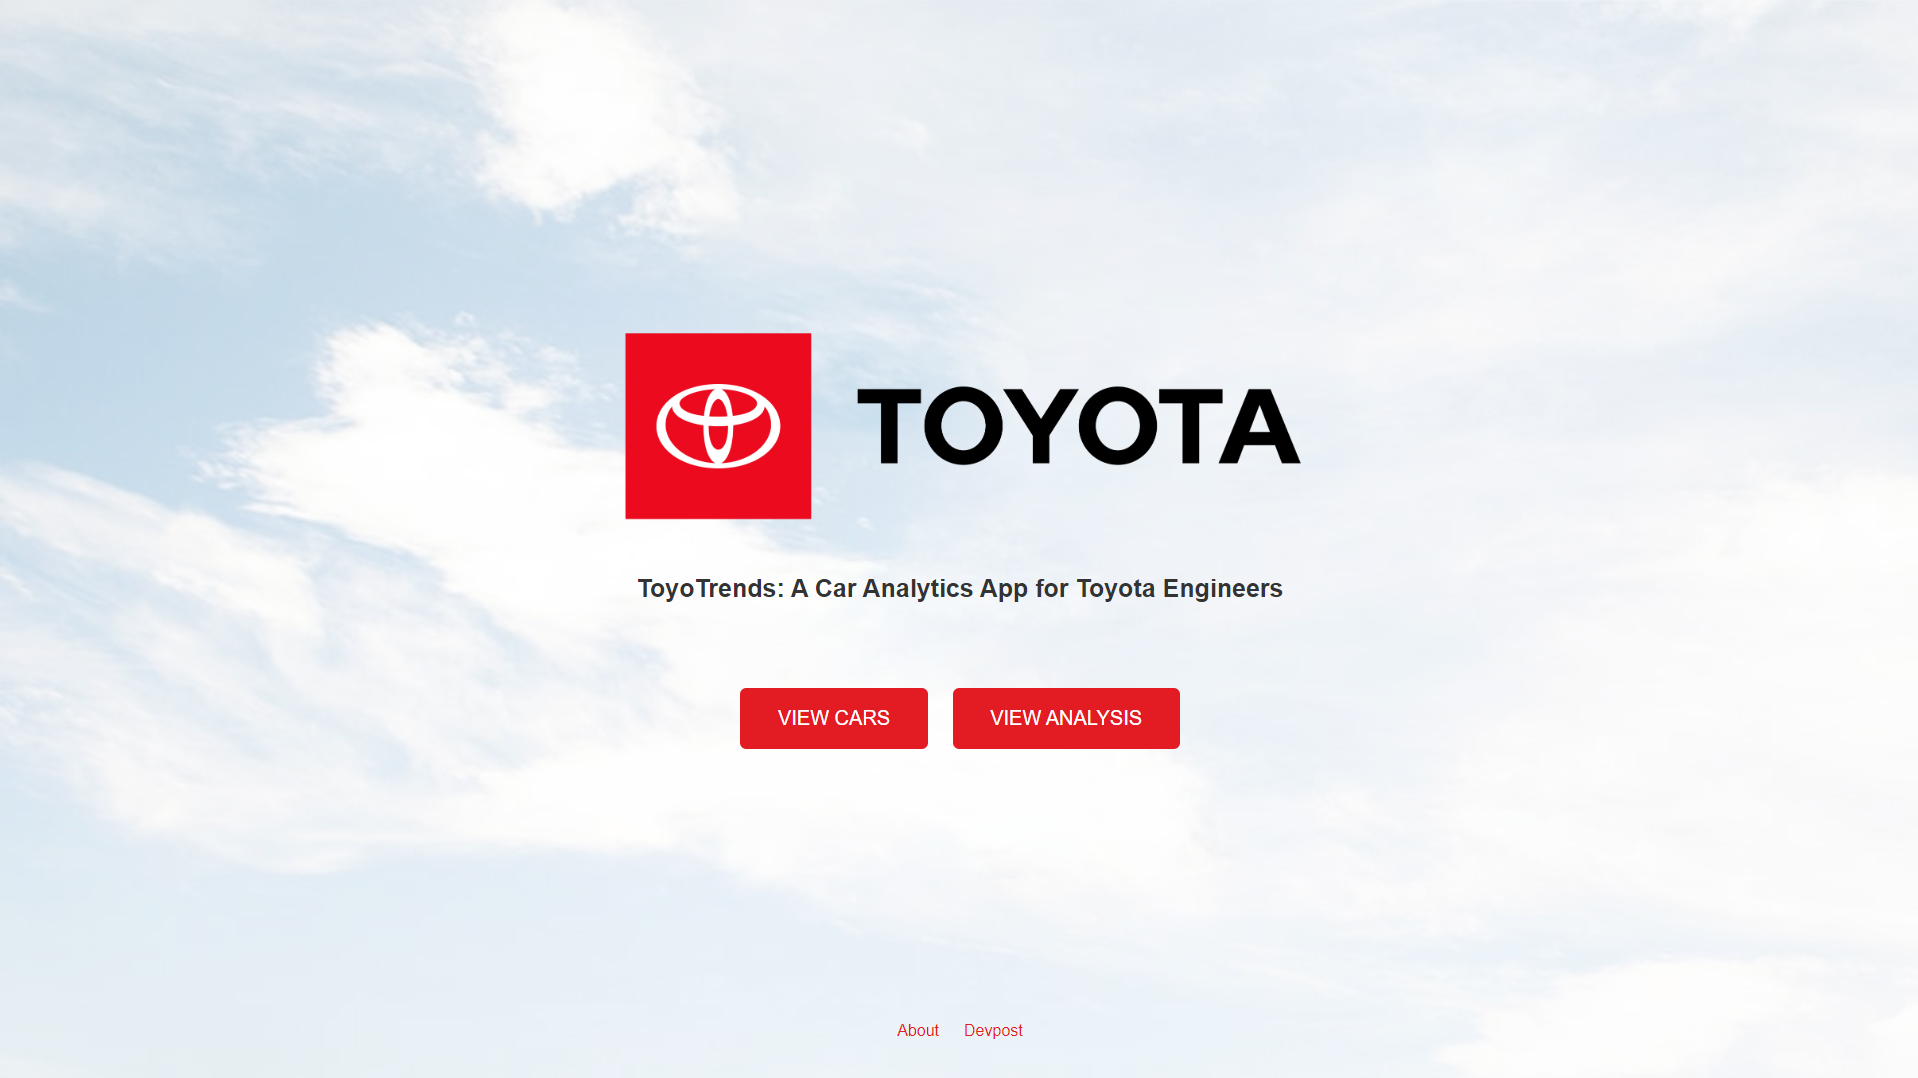 TOYOTA
ToyoTrends: A Car Analytics App for Toyota Engineers
VIEW CARS
VIEW ANALYSIS
About
Devpost